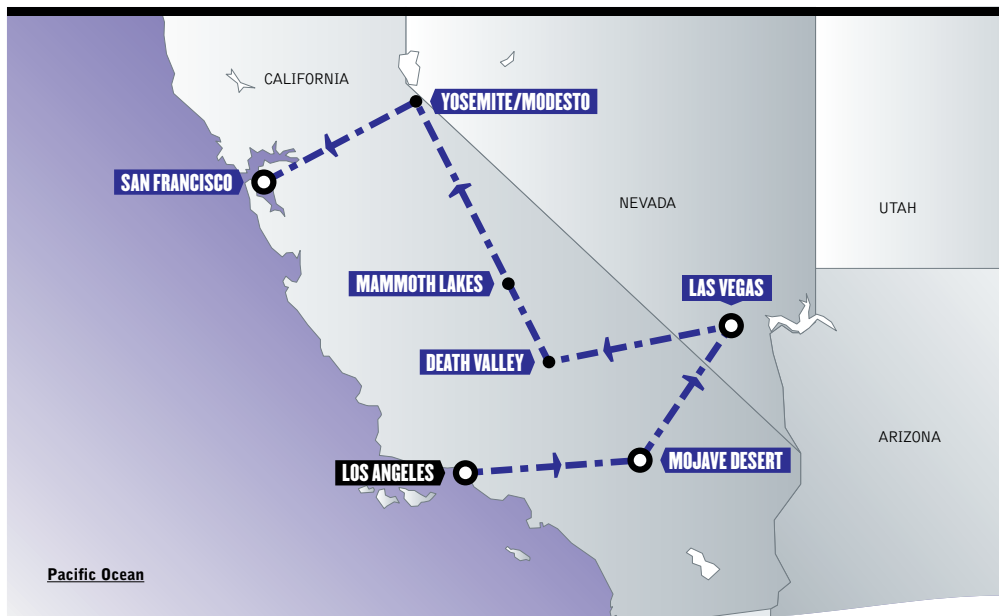 CALIFORNIA
YOSEMITE/MODESTO
SAN FRANCISCO
NEVADA
UTAH
MAMMOTH LAKES
LAS VEGAS
DEATH VALLEY
ARIZONA
LOS ANGELES
MOJAVE DESERT
Pacific Ocean